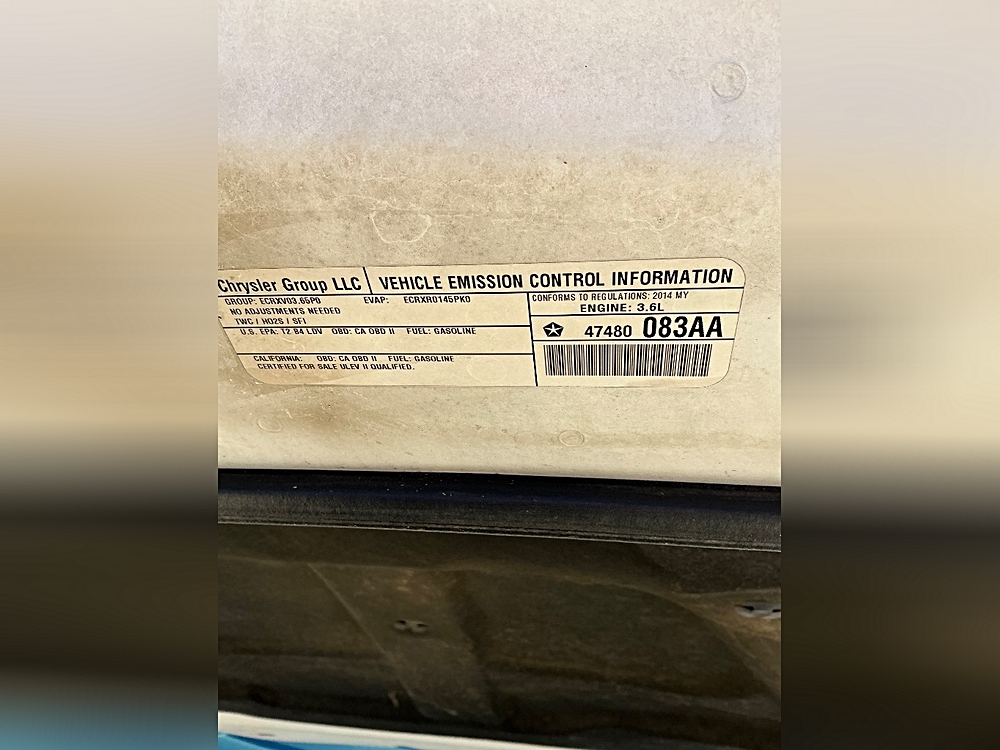 Chrysler Group LLC
VEHICLE EMISSION CONTROL INFORMATION
GROUP: ECRXV03.65P0 EVAP: ECRXR0145PK0
NO ADJUSTMENTS NEEDED
TWC / HO2S / SFI
U.S. EPA: T2 B4 LDV OBD: CA OBD II FUEL: GASOLINE
CALIFORNIA: OBD: CA OBD II FUEL: GASOLINE
CERTIFIED FOR SALE ULEV II QUALIFIED.
CONFORMS TO REGULATIONS: 2014 MY
ENGINE: 3.6L
47480 083AA